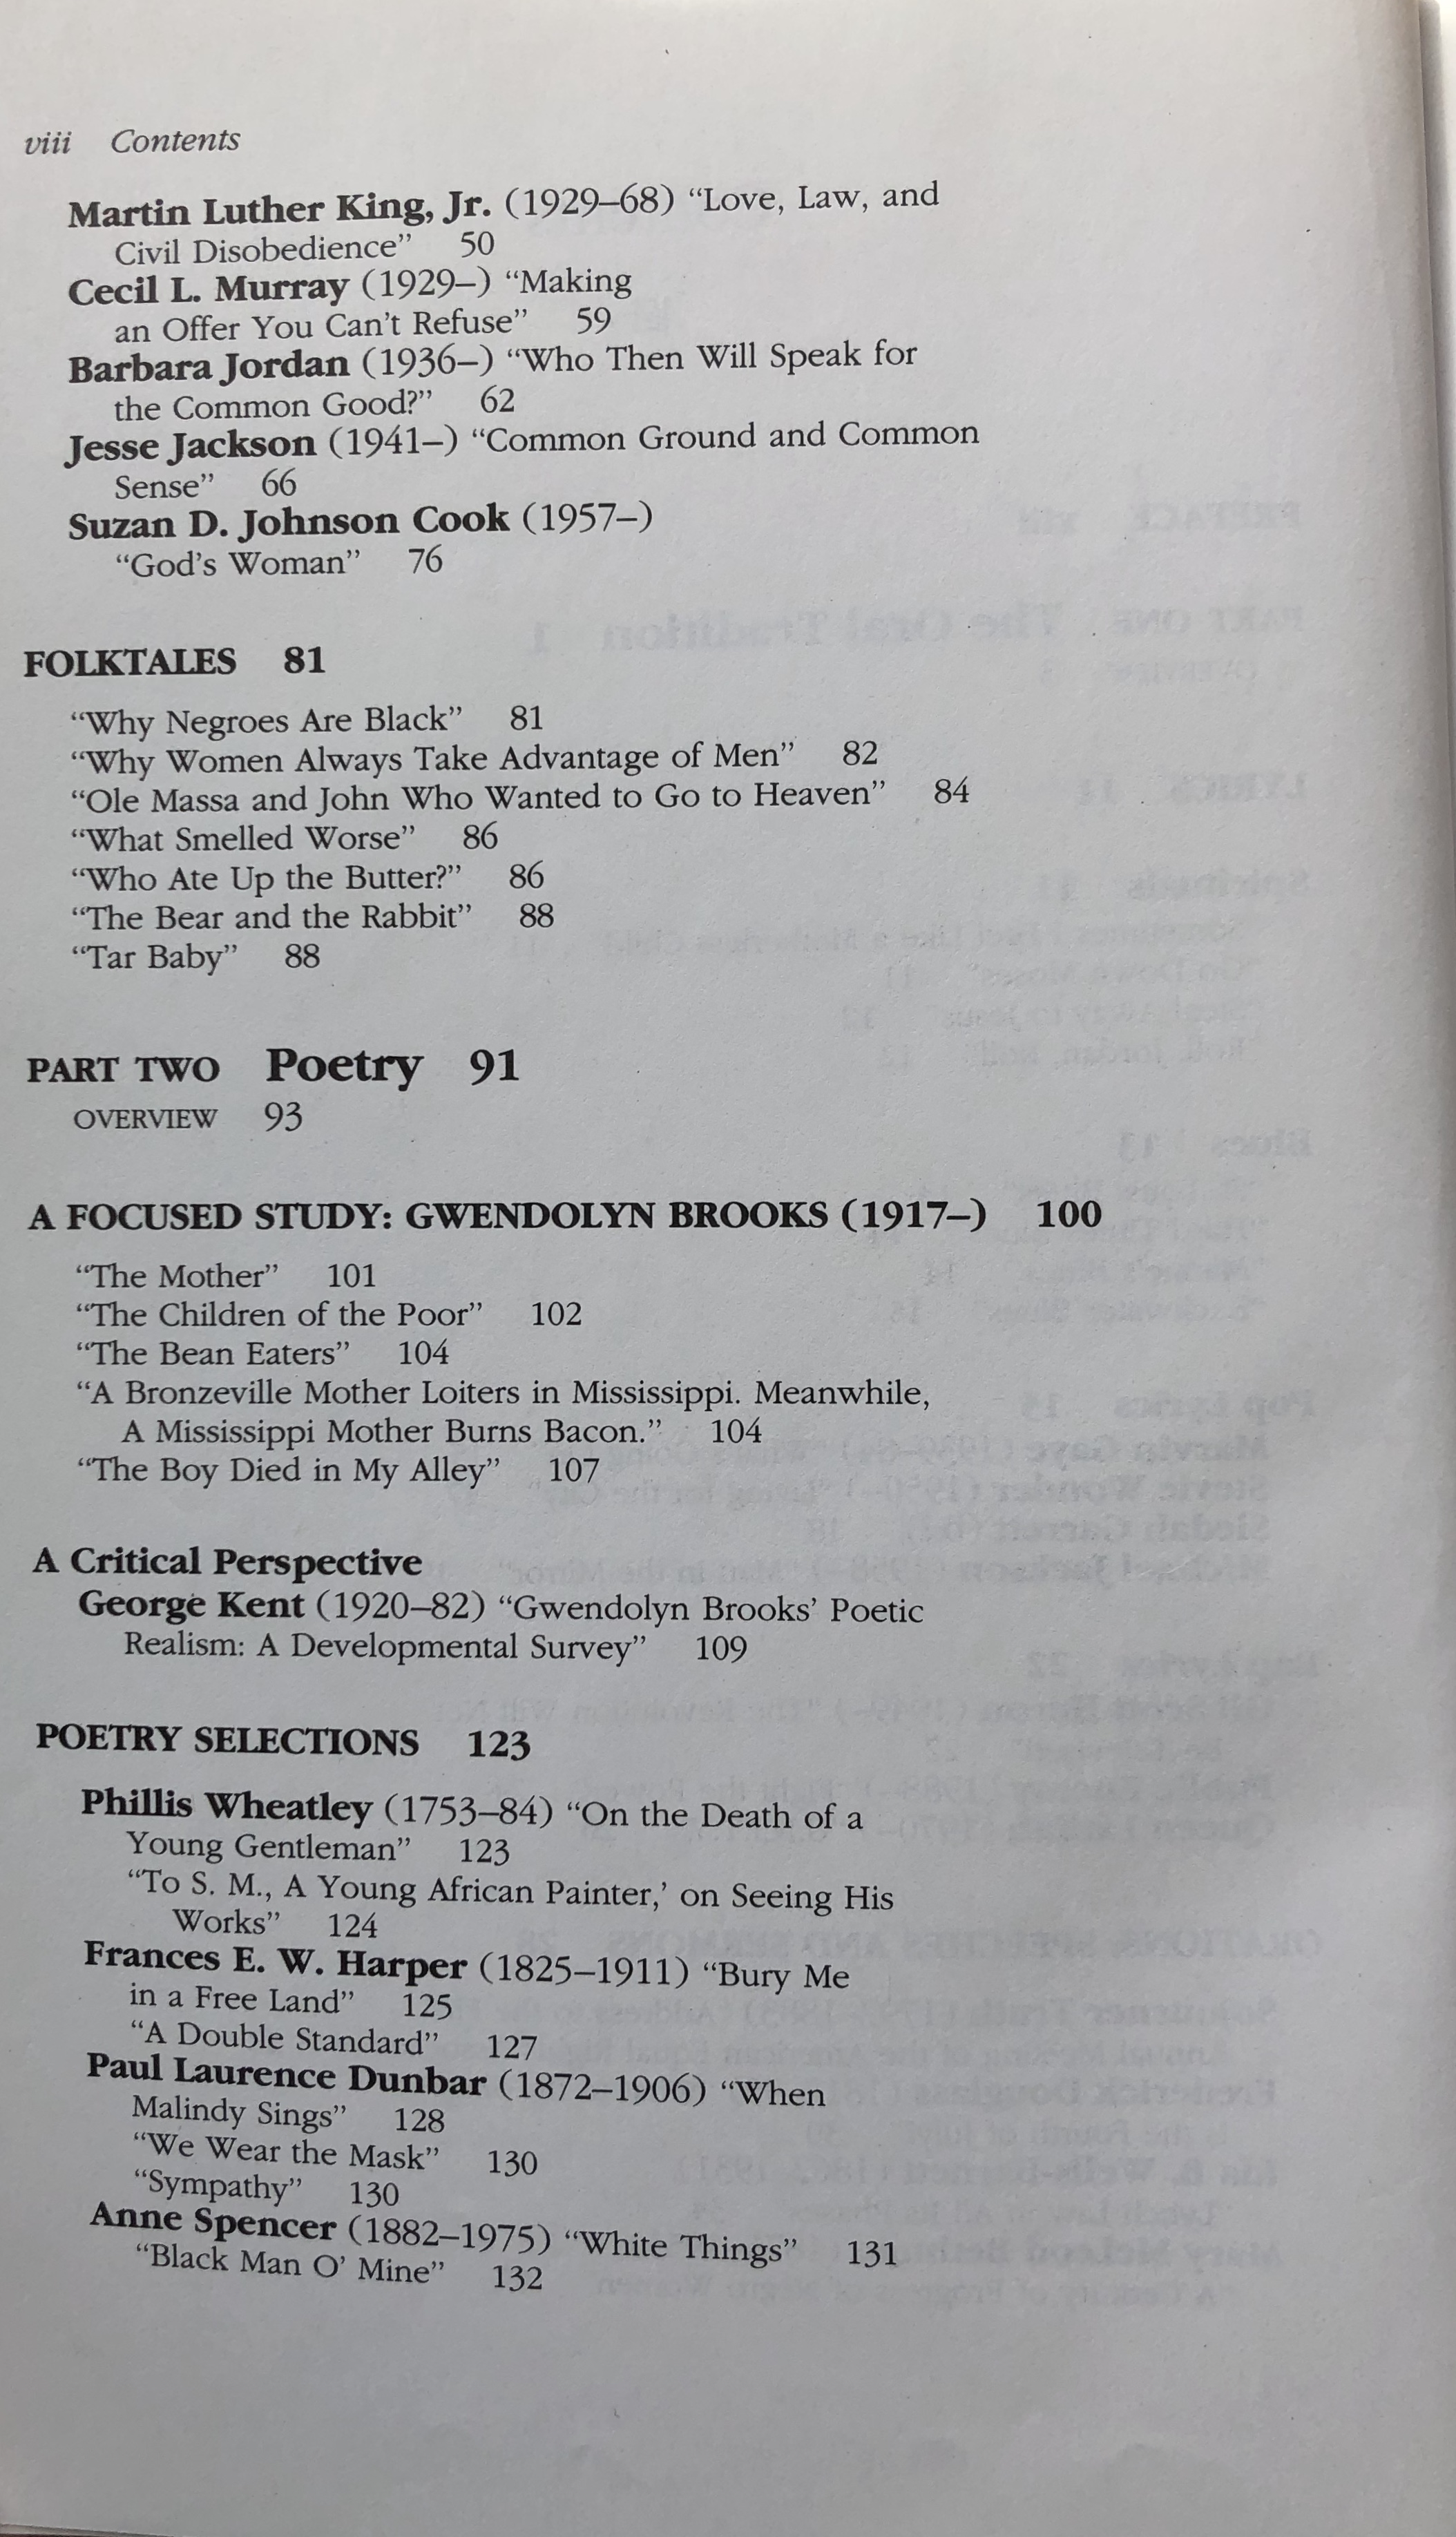 viii Contents
Martin Luther King, Jr. (1929–68) “Love, Law, and
Civil Disobedience” 50
Cecil L. Murray (1929–) “Making
an Offer You Can't Refuse” 59
Barbara Jordan (1936–) “Who Then Will Speak for
the Common Good?” 62
Jesse Jackson (1941–) “Common Ground and Common
Sense” 66
Suzan D. Johnson Cook (1957–)
“God's Woman” 76
FOLKTALES 81
“Why Negroes Are Black” 81
“Why Women Always Take Advantage of Men” 82
“Ole Massa and John Who Wanted to Go to Heaven” 84
“What Smelled Worse” 86
“Who Ate Up the Butter?” 86
“The Bear and the Rabbit” 88
“Tar Baby” 88
PART TWO Poetry 91
OVERVIEW 93
A FOCUSED STUDY: GWENDOLYN BROOKS (1917–) 100
“The Mother” 101
“The Children of the Poor” 102
“The Bean Eaters” 104
“A Bronzeville Mother Loiters in Mississippi. Meanwhile,
A Mississippi Mother Burns Bacon.” 104
“The Boy Died in My Alley” 107
A Critical Perspective
George Kent (1920–82) “Gwendolyn Brooks’ Poetic
Realism: A Developmental Survey” 109
POETRY SELECTIONS 123
Phillis Wheatley (1753–84) “On the Death of a
Young Gentleman” 123
“To S. M., A Young African Painter,’ on Seeing His
Works” 124
Frances E. W. Harper (1825–1911) “Bury Me
in a Free Land” 125
“A Double Standard” 127
Paul Laurence Dunbar (1872–1906) “When
Malindy Sings” 128
“We Wear the Mask” 130
“Sympathy” 130
Anne Spencer (1882–1975) “White Things” 131
“Black Man O’ Mine” 132